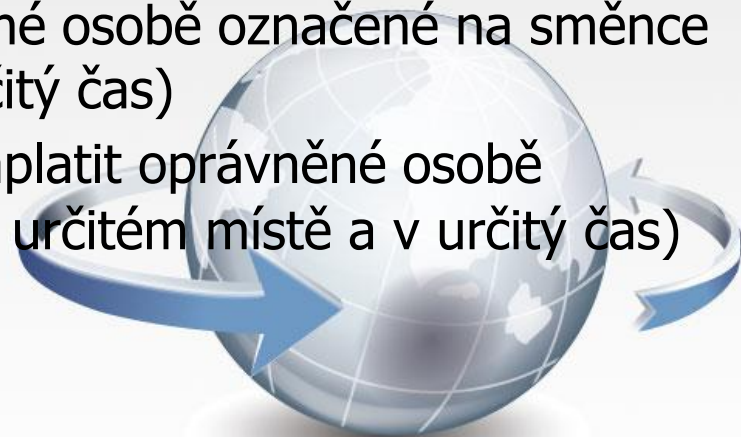 né osobě označené na směnce
čitý čas)
platit oprávněné osobě
určitém místě a v určitý čas)